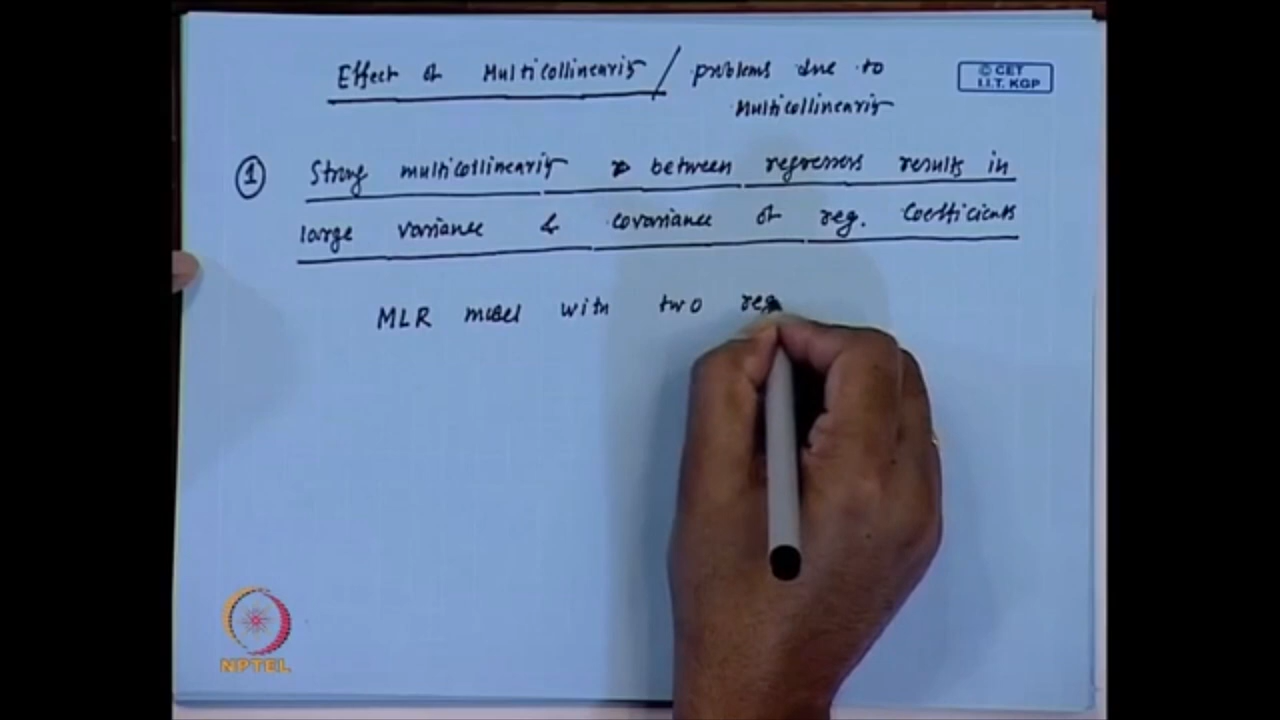 Effect of Multicollinearity / problems due to
Multicollinearity
© CET
I.I.T. KGP
① Strong multicollinearity between regressors results in
large variance & covariance of reg. coefficients
MLR model with two reg
NPTEL